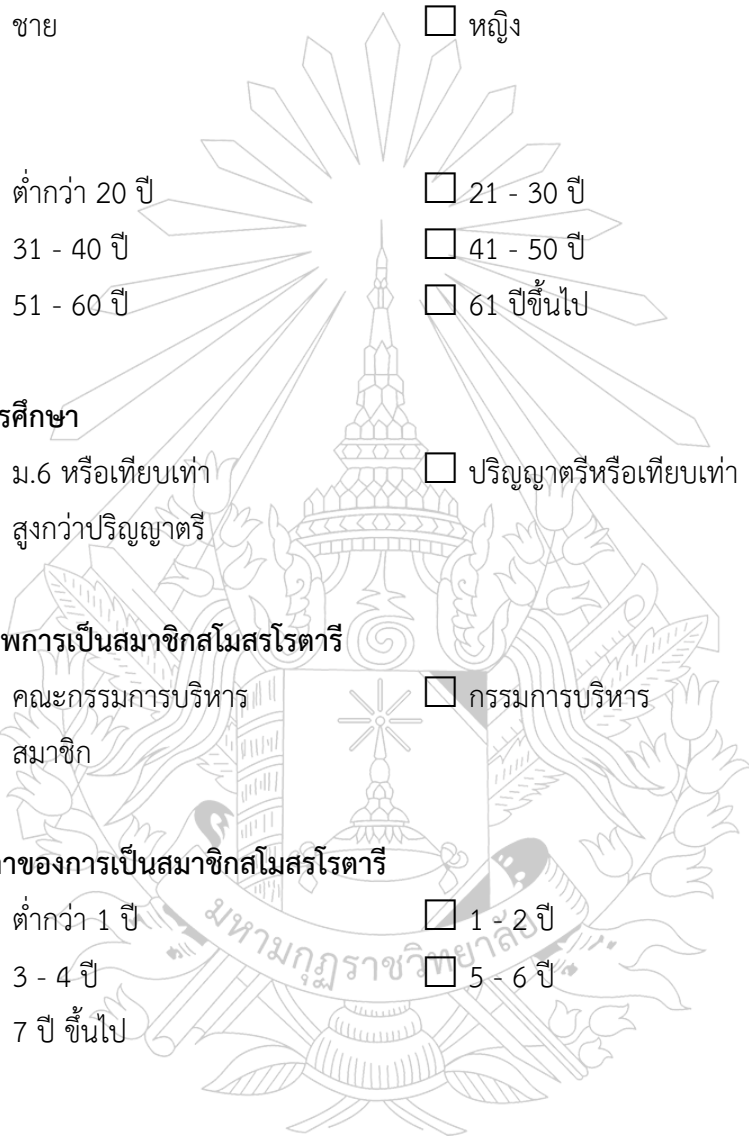 ชาย ☐ หญิง
ต่ำกว่า 20 ปี ☐ 21 - 30 ปี
31 - 40 ปี ☐ 41 - 50 ปี
51 - 60 ปี ☐ 61 ปีขึ้นไป
รศึกษา
ม.6 หรือเทียบเท่า ☐ ปริญญาตรีหรือเทียบเท่า
สูงกว่าปริญญาตรี
พการเป็นสมาชิกสโมสรโรตารี
คณะกรรมการบริหาร ☐ กรรมการบริหาร
สมาชิก
าของการเป็นสมาชิกสโมสรโรตารี
ต่ำกว่า 1 ปี ☐ 1 - 2 ปี
มหามกุฏราชวิทยาลัย
3 - 4 ปี ☐ 5 - 6 ปี
7 ปี ขึ้นไป